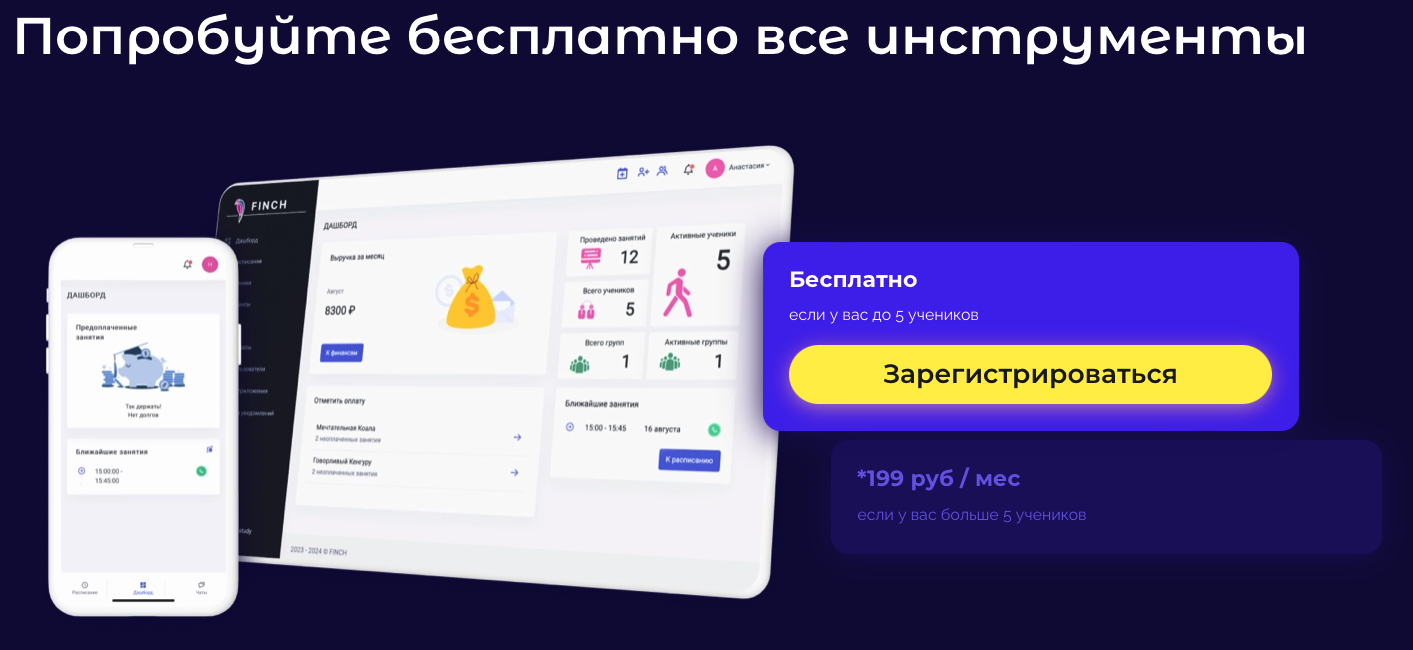 Попробуйте бесплатно все инструменты
Анастасия
FINCH
ДАШБОРД
Дашборд
Выручка за месяц
Август
8300 ₽
К финансам
Проведено занятий
12
Активные ученики
5
Всего учеников
5
Всего групп
1
Активные группы
1
Отметить оплату
Мечтательная Коала
2 неоплаченных занятия
Говорливый Кенгуру
2 неоплаченных занятия
Ближайшие занятия
15:00 - 15:45 16 августа
К расписанию
2023 - 2024 © FINCH
ДАШБОРД
Предоплаченные
занятия
Так держать!
Нет долгов
Ближайшие занятия
15:00:00 -
15:45:00
Расписание Дашборд Чаты
Бесплатно
если у вас до 5 учеников
Зарегистрироваться
*199 руб / мес
если у вас больше 5 учеников